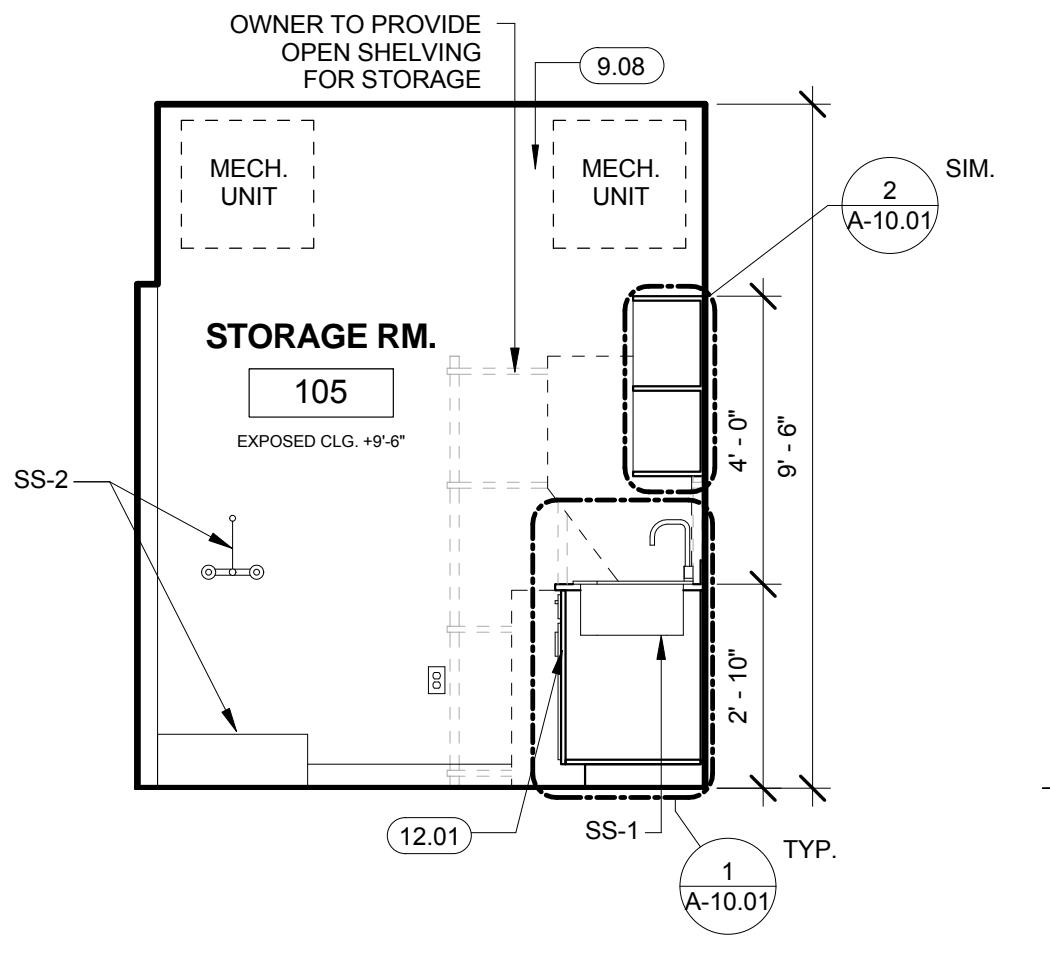 OWNER TO PROVIDE
OPEN SHELVING
FOR STORAGE
9.08
MECH.
UNIT
MECH.
UNIT
2
A-10.01
SIM.
STORAGE RM.
105
EXPOSED CLG. +9'-6"
4' - 0"
9' - 6"
SS-2
2' - 10"
12.01
SS-1
TYP.
1
A-10.01